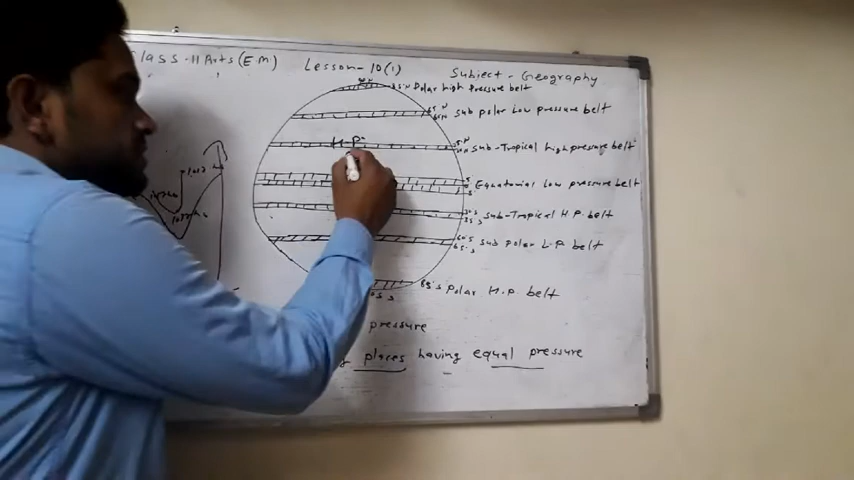 Class-11 Arts (E.M) Lesson-10(1) Subject - Geography
Polar high pressure belt
Sub polar Low pressure belt
Sub-Tropical high pressure belt
H.P
Equatorial Low pressure belt
Sub-Tropical H.P. belt
Sub polar L.P belt
85°S Polar H.P belt
pressure
places having equal pressure